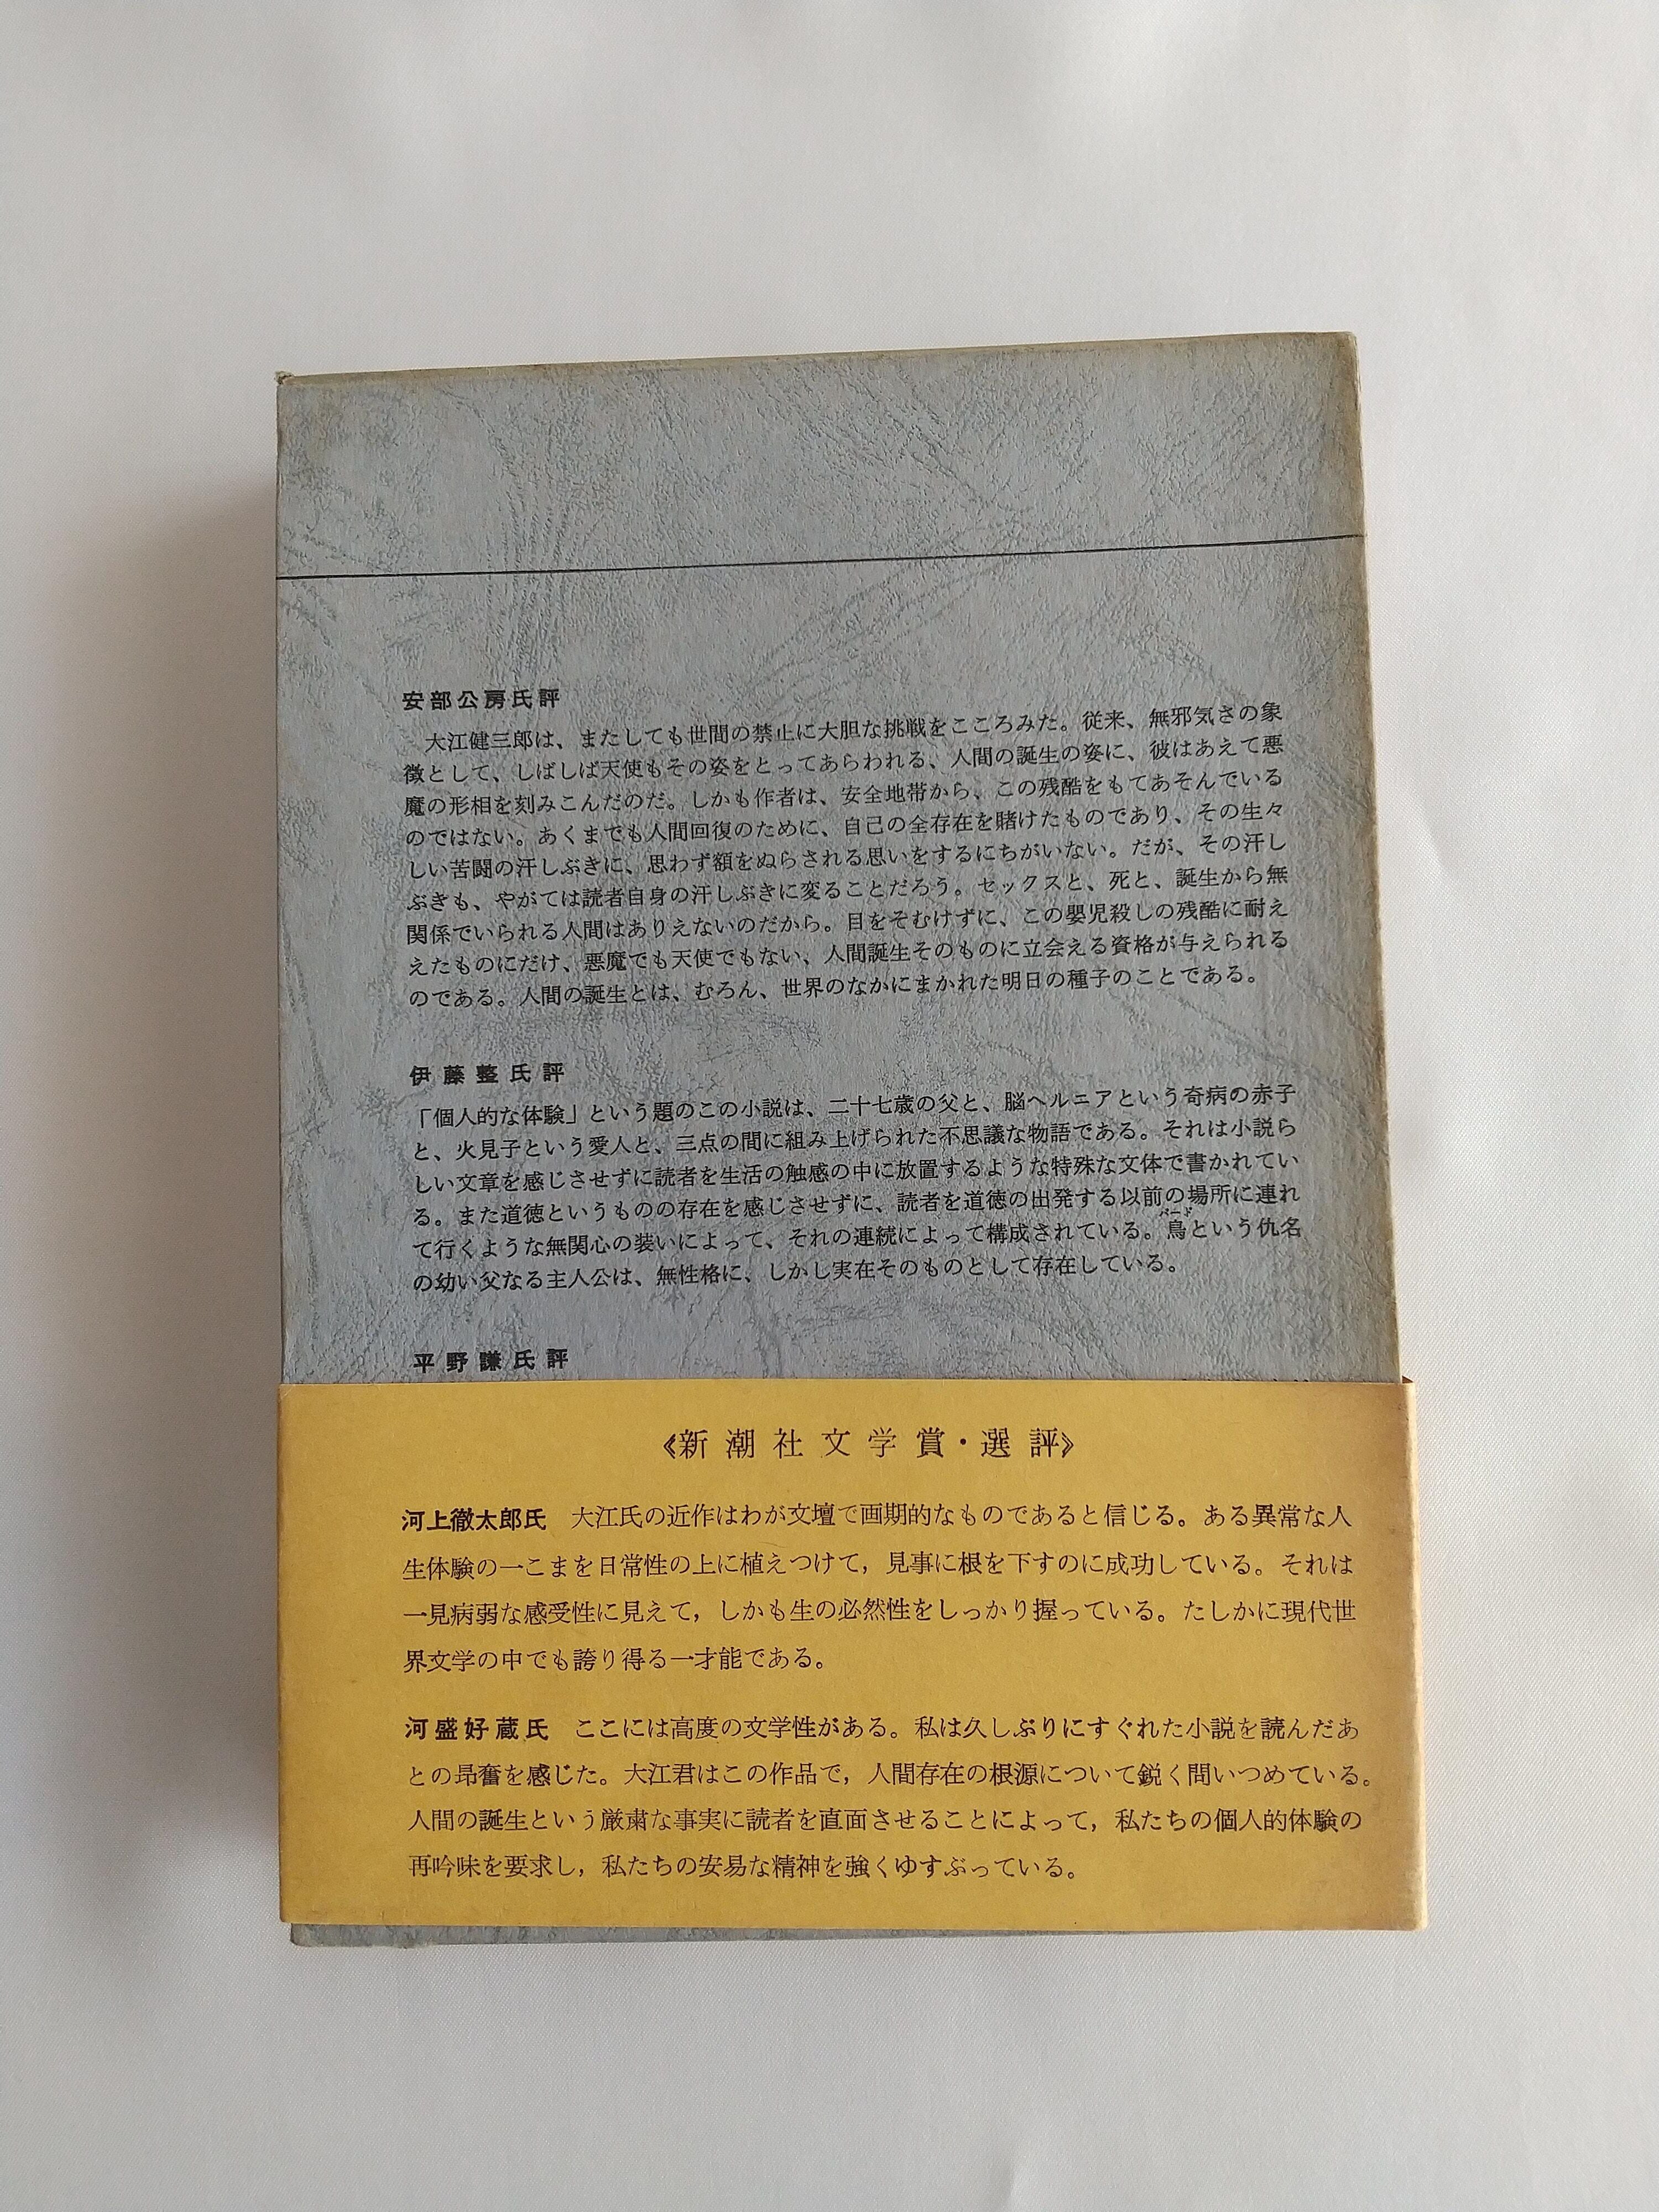 安部公房氏評
大江健三郎は、またしても世間の禁止に大胆な挑戦をこころみた。従来、無邪気さの象
徴として、しばしば天使もその姿をとってあらわれる、人間の誕生の姿に、彼はあえて悪
魔の形相を刻みこんだのだ。しかも作者は、安全地帯から、この残酷をもてあそんでいる
のではない。あくまでも人間回復のために、自己の全存在を賭けたものであり、その生々
しい苦闘の汗しぶきに、思わず額をぬらされる思いをするにちがいない。だが、その汗し
ぶきも、やがては読者自身の汗しぶきに変ることだろう。セックスと、死と、誕生から無
関係でいられる人間はありえないのだから。目をそむけずに、この嬰児殺しの残酷に耐え
えたものにだけ、悪魔でも天使でもない、人間誕生そのものに立会える資格が与えられる
のである。人間の誕生とは、むろん、世界のなかにまかれた明日の種子のことである。
伊藤整氏評
「個人的な体験」という題のこの小説は、二十七歳の父と、脳ヘルニアという奇病の赤子
と、火見子という愛人と、三点の間に組み上げられた不思議な物語である。それは小説ら
しい文章を感じさせずに読者を生活の触感の中に放置するような特殊な文体で書かれてい
る。また道徳というものの存在を感じさせずに、読者を道徳の出発する以前の場所に連れ
て行くような無関心の装いによって、それの連続によって構成されている。鳥という仇名
バード
の幼い父なる主人公は、無性格に、しかし実在そのものとして存在している。
平野謙氏評
《新潮社文学賞・選評》
河上徹太郎氏 大江氏の近作はわが文壇で画期的なものであると信じる。ある異常な人
生体験の一こまを日常性の上に植えつけて，見事に根を下すのに成功している。それは
一見病弱な感受性に見えて，しかも生の必然性をしっかり握っている。たしかに現代世
界文学の中でも誇り得る一才能である。
河盛好蔵氏 ここには高度の文学性がある。私は久しぶりにすぐれた小説を読んだあ
との昂奮を感じた。大江君はこの作品で，人間存在の根源について鋭く問いつめている。
人間の誕生という厳粛な事実に読者を直面させることによって，私たちの個人的体験の
再吟味を要求し，私たちの安易な精神を強くゆすぶっている。